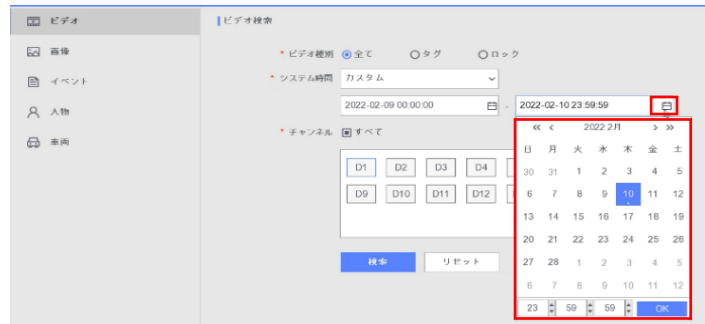 ビデオ
画像
イベント
人物
車両
ビデオ検索
* ビデオ種別 全て タグ ロック
* システム時間 カスタム
2022-02-09 00:00:00 - 2022-02-10 23:59:59
* チャンネル すべて
D1 D2 D3 D4
D9 D10 D11 D12
検索 リセット
<< < 2022 2月 > >>
日 月 火 水 木 金 土
30 31 1 2 3 4 5
6 7 8 9 10 11 12
13 14 15 16 17 18 19
20 21 22 23 24 25 26
27 28 1 2 3 4 5
6 7 8 9 10 11 12
23 59 59 OK